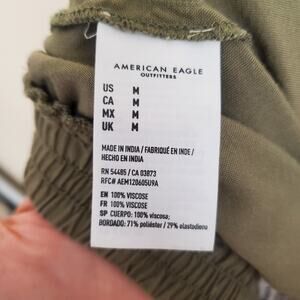 AMERICAN EAGLE
OUTFITTERS
US M
CA M
MX M
UK M
MADE IN INDIA / FABRIQUÉ EN INDE /
HECHO EN INDIA
RN 54485 / CA 03873
RFC# AEM120605U9A
EN 100% VISCOSE
FR 100% VISCOSE
SP CUERPO: 100% viscosa;
BORDADO: 71% poliéster / 29% elastodieno